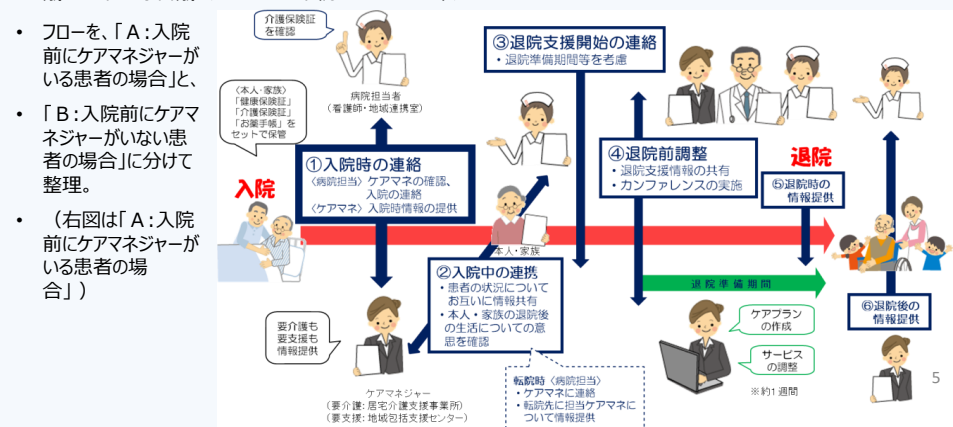 • フローを、「A:入院
前にケアマネジャーが
いる患者の場合」と、
• 「B:入院前にケアマ
ネジャーがいない患
者の場合」に分けて
整理。
• (右図は「A:入院
前にケアマネジャーが
いる患者の場
合」)
介護保険証
を確認
〈本人・家族〉
「健康保険証」
「介護保険証」
「お薬手帳」を
セットで保管
病院担当者
(看護師・地域連携室)
③退院支援開始の連絡
・退院準備期間等を考慮
入院
①入院時の連絡
〈病院担当〉ケアマネの確認、
入院の連絡
〈ケアマネ〉入院時情報の提供
④退院前調整
・退院支援情報の共有
・カンファレンスの実施
退院
⑤退院時の
情報提供
本人・家族
②入院中の連携
・患者の状況について
お互いに情報共有
・本人・家族の退院後
の生活についての意
思を確認
退院準備期間
要介護も
要支援も
情報提供
ケアプラン
の作成
サービス
の調整
※約1週間
⑥退院後の
情報提供
ケアマネジャー
(要介護:居宅介護支援事業所)
(要支援:地域包括支援センター)
転院時〈病院担当〉
・ケアマネに連絡
・転院先に担当ケアマネに
ついて情報提供
5